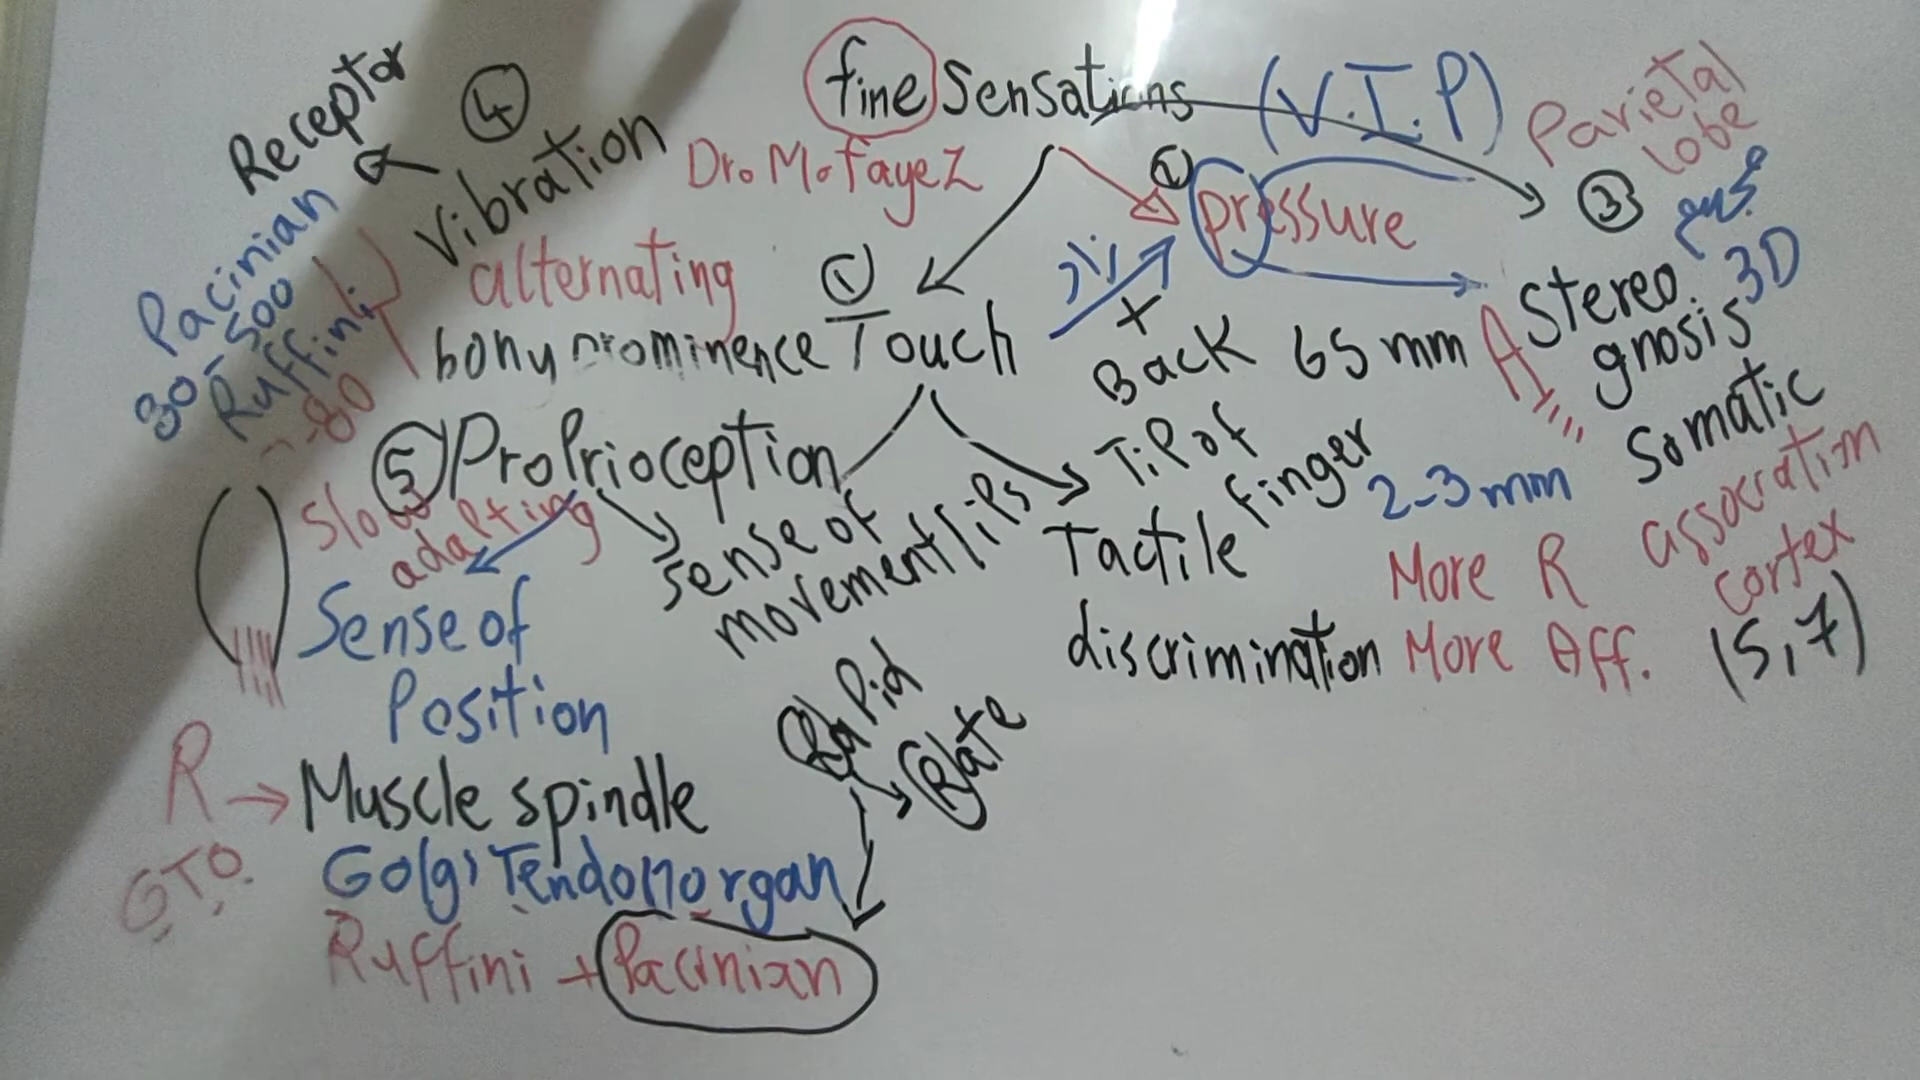 fine Sensations (V.I.P)
Dr. M. fayez
Parietal
lobe
④
Receptor
Vibration
Pacinian
30-500
Ruffini
-80
alternating
bony prominence
① Touch
Pressure
③
Stereo
gnosis 3D
Somatic
association
cortex
(5,7)
+
Back 65 mm
Tip of
finger
2-3 mm
lips
Tactile
discrimination
More R
More Aff.
⑤ Proprioception
Slow
adapting
Sense of
movement
Sense of
Position
Rapid
Rate
R → Muscle spindle
GTO.
Golgi Tendon organ
Ruffini + Pacinian